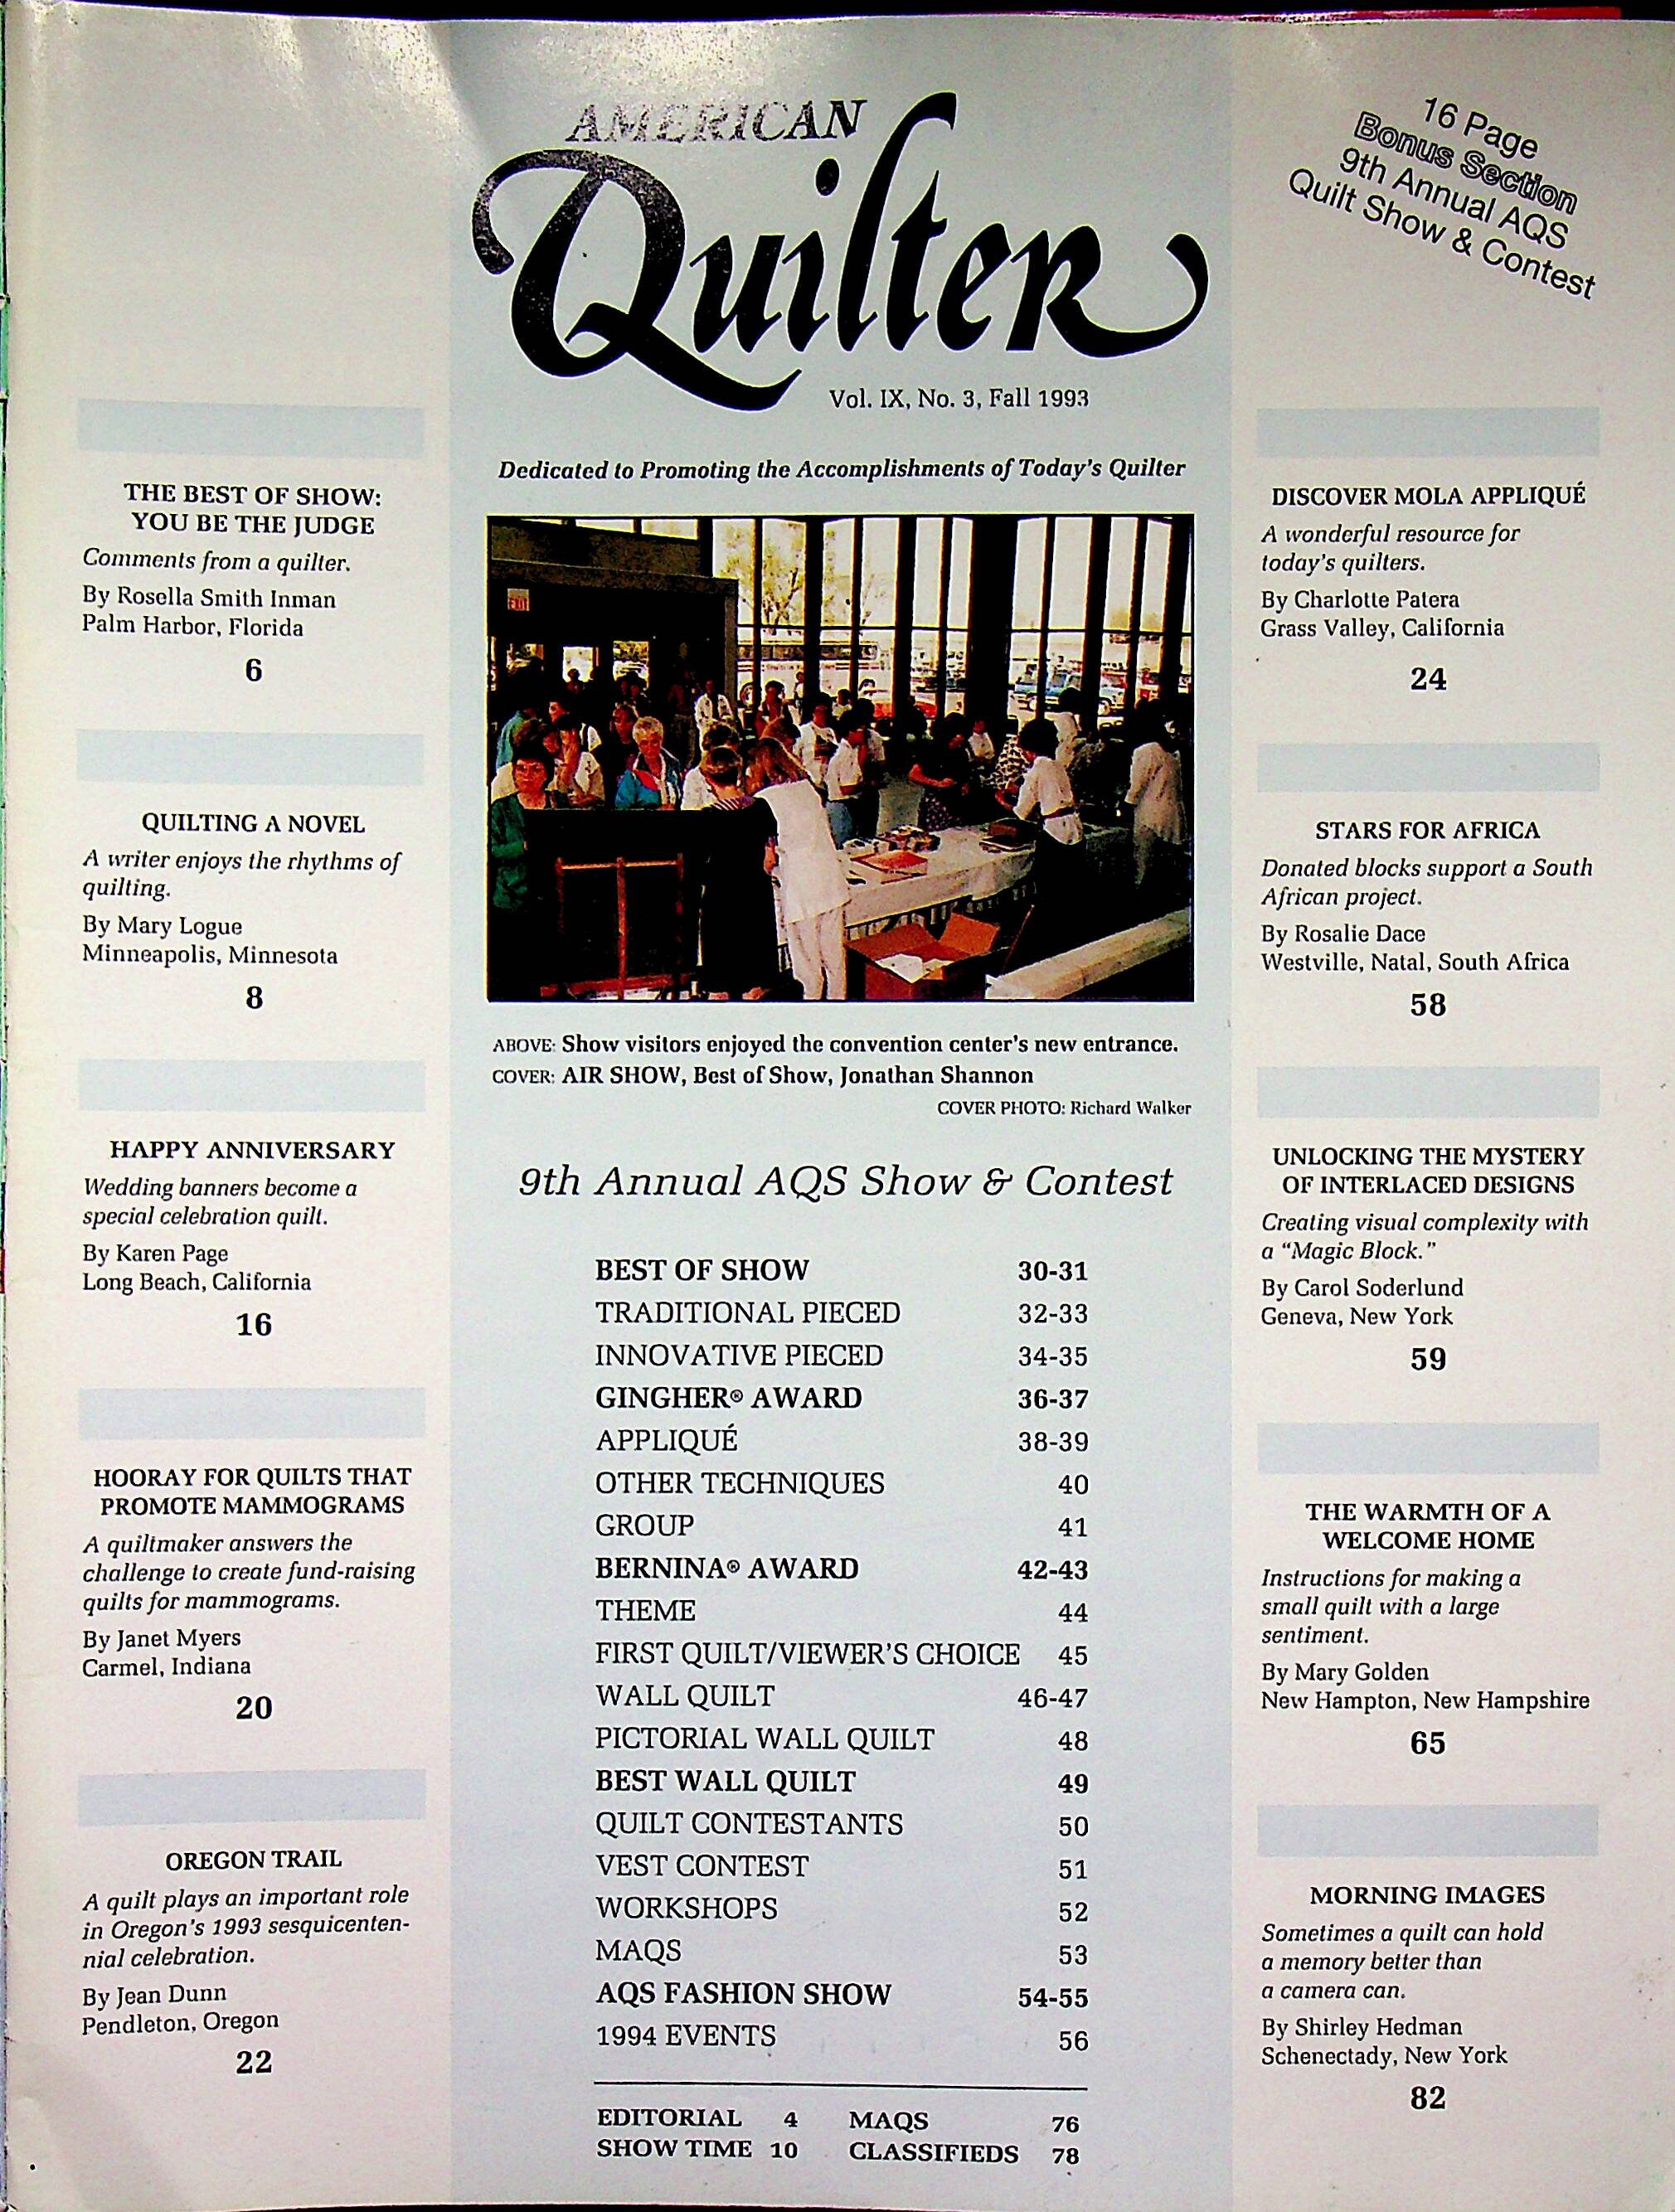 AMERICAN
Quilter
Vol. IX, No. 3, Fall 1993
16 Page
Bonus Section
9th Annual AQS
Quilt Show & Contest
Dedicated to Promoting the Accomplishments of Today's Quilter
EXIT
ABOVE: Show visitors enjoyed the convention center's new entrance.
COVER: AIR SHOW, Best of Show, Jonathan Shannon
COVER PHOTO: Richard Walker
THE BEST OF SHOW:
YOU BE THE JUDGE
Comments from a quilter.
By Rosella Smith Inman
Palm Harbor, Florida
6
QUILTING A NOVEL
A writer enjoys the rhythms of
quilting.
By Mary Logue
Minneapolis, Minnesota
8
HAPPY ANNIVERSARY
Wedding banners become a
special celebration quilt.
By Karen Page
Long Beach, California
16
HOORAY FOR QUILTS THAT
PROMOTE MAMMOGRAMS
A quiltmaker answers the
challenge to create fund-raising
quilts for mammograms.
By Janet Myers
Carmel, Indiana
20
OREGON TRAIL
A quilt plays an important role
in Oregon's 1993 sesquicenten-
nial celebration.
By Jean Dunn
Pendleton, Oregon
22
9th Annual AQS Show & Contest
BEST OF SHOW 30-31
TRADITIONAL PIECED 32-33
INNOVATIVE PIECED 34-35
GINGHER® AWARD 36-37
APPLIQUÉ 38-39
OTHER TECHNIQUES 40
GROUP 41
BERNINA® AWARD 42-43
THEME 44
FIRST QUILT/VIEWER'S CHOICE 45
WALL QUILT 46-47
PICTORIAL WALL QUILT 48
BEST WALL QUILT 49
QUILT CONTESTANTS 50
VEST CONTEST 51
WORKSHOPS 52
MAQS 53
AQS FASHION SHOW 54-55
1994 EVENTS 56
EDITORIAL 4 MAQS 76
SHOW TIME 10 CLASSIFIEDS 78
DISCOVER MOLA APPLIQUÉ
A wonderful resource for
today's quilters.
By Charlotte Patera
Grass Valley, California
24
STARS FOR AFRICA
Donated blocks support a South
African project.
By Rosalie Dace
Westville, Natal, South Africa
58
UNLOCKING THE MYSTERY
OF INTERLACED DESIGNS
Creating visual complexity with
a "Magic Block."
By Carol Soderlund
Geneva, New York
59
THE WARMTH OF A
WELCOME HOME
Instructions for making a
small quilt with a large
sentiment.
By Mary Golden
New Hampton, New Hampshire
65
MORNING IMAGES
Sometimes a quilt can hold
a memory better than
a camera can.
By Shirley Hedman
Schenectady, New York
82